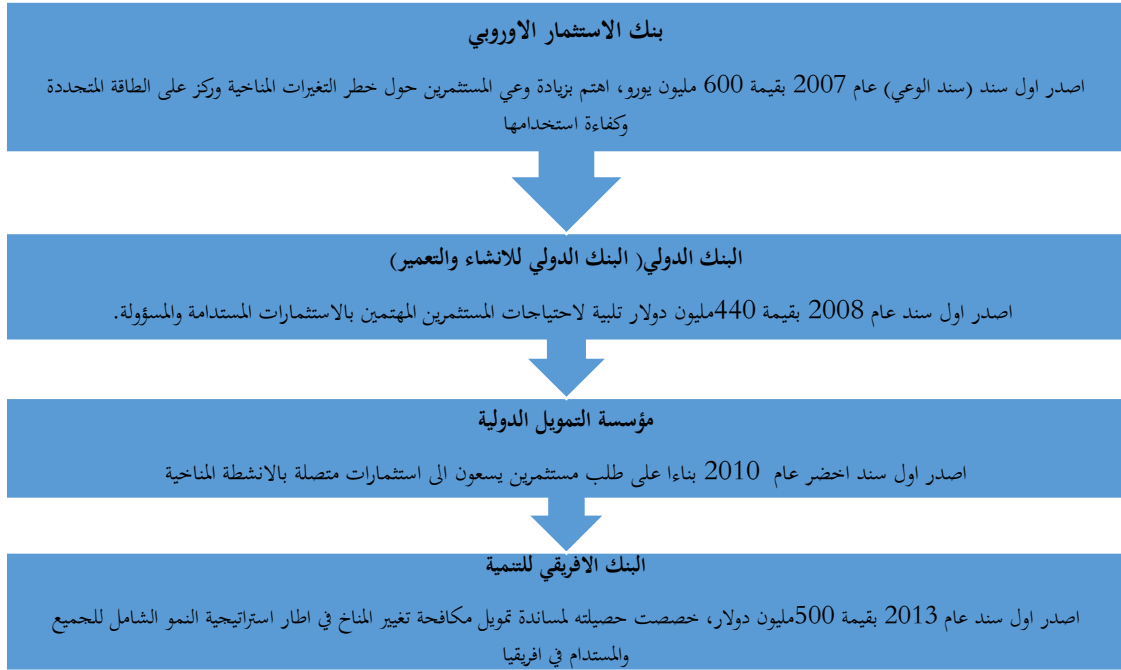 بنك الاستثمار الاوروبي
اصدر اول سند (سند الوعي) عام 2007 بقيمة 600 مليون يورو، اهتم بزيادة وعي المستثمرين حول خطر التغيرات المناخية وركز على الطاقة المتجددة
وكفاءة استخدامها
البنك الدولي( البنك الدولي للانشاء والتعمير)
اصدر اول سند عام 2008 بقيمة 440مليون دولار تلبية لاحتياجات المستثمرين المهتمين بالاستثمارات المستدامة والمسؤولة.
مؤسسة التمويل الدولية
اصدر اول سند اخضر عام 2010 بناءا على طلب مستثمرين يسعون الى استثمارات متصلة بالانشطة المناخية
البنك الافريقي للتنمية
اصدر اول سند عام 2013 بقيمة 500مليون دولار، خصصت حصيلته لمساندة تمويل مكافحة تغيير المناخ في اطار استراتيجية النمو الشامل للجميع
والمستدام في افريقيا